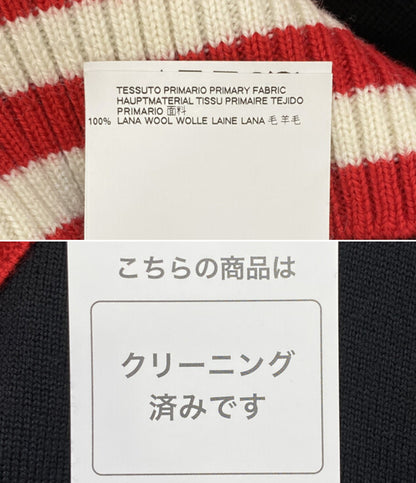 TESSUTO PRIMARIO PRIMARY FABRIC
HAUPTMATERIAL TISSU PRIMAIRE TEJIDO
PRIMARIO 面料
100% LANA WOOL WOLLE LAINE LANA 毛 羊毛
こちらの商品は
クリーニング
済みです